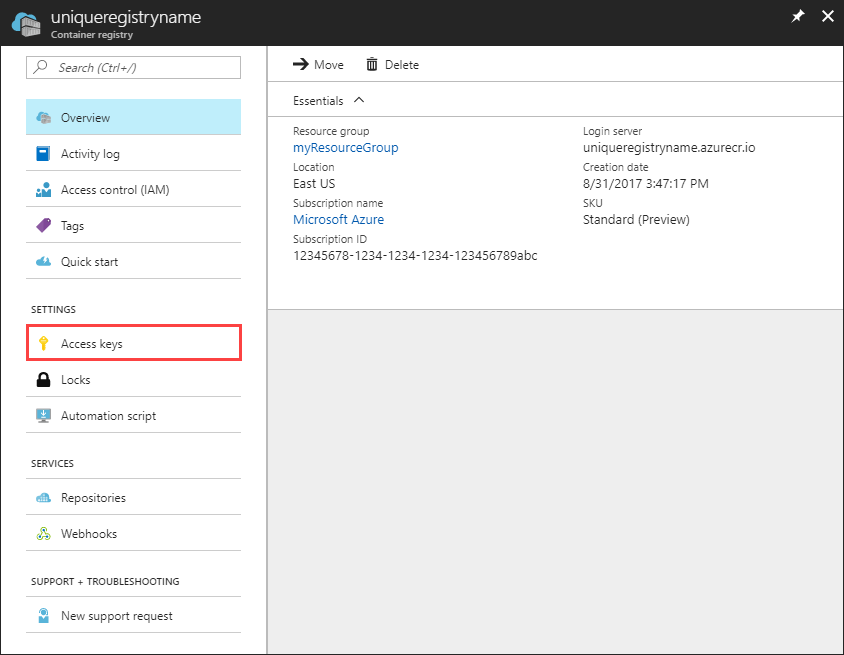 uniqueregistryname
Container registry
Search (Ctrl+/)
Overview
Activity log
Access control (IAM)
Tags
Quick start
SETTINGS
Access keys
Locks
Automation script
SERVICES
Repositories
Webhooks
SUPPORT + TROUBLESHOOTING
New support request
Move Delete
Essentials
Resource group
myResourceGroup
Location
East US
Subscription name
Microsoft Azure
Subscription ID
12345678-1234-1234-1234-123456789abc
Login server
uniqueregistryname.azurecr.io
Creation date
8/31/2017 3:47:17 PM
SKU
Standard (Preview)